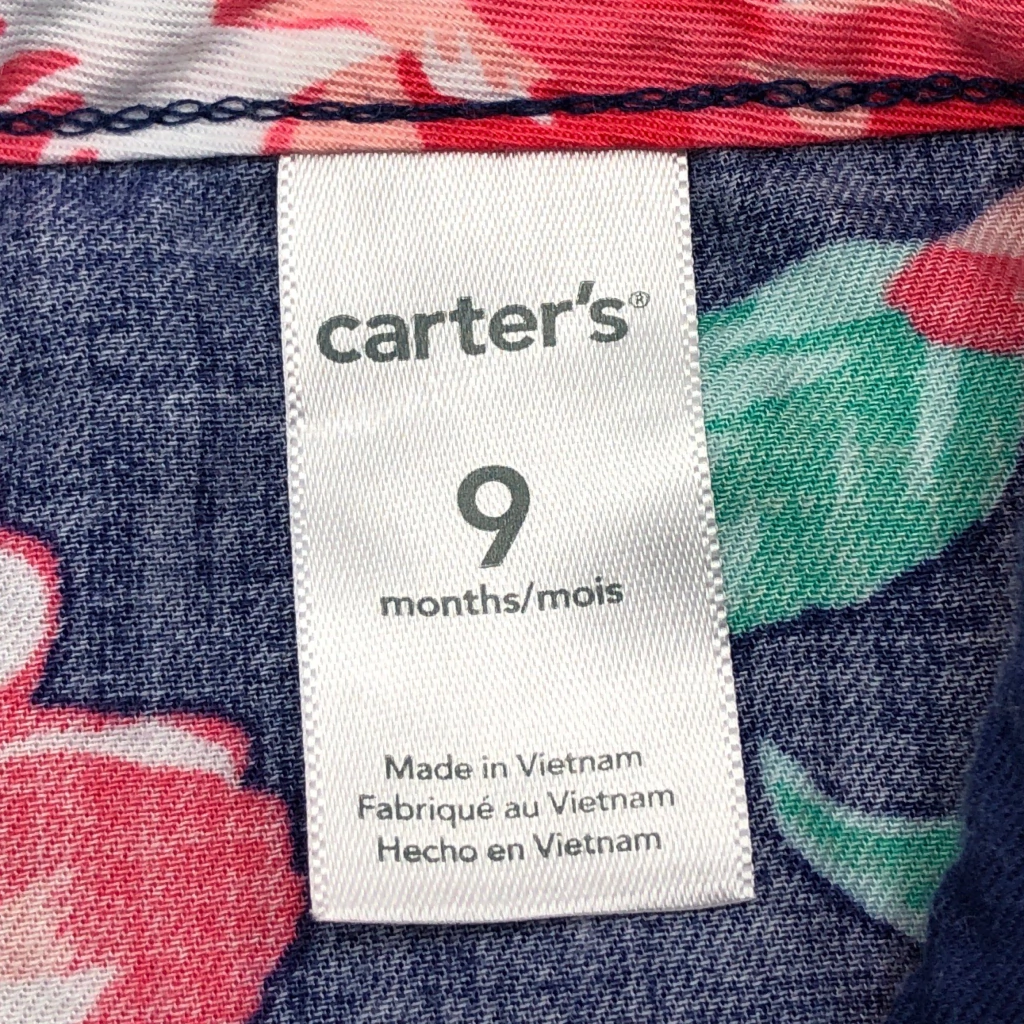 carter's®
9
months/mois
Made in Vietnam
Fabriqué au Vietnam
Hecho en Vietnam